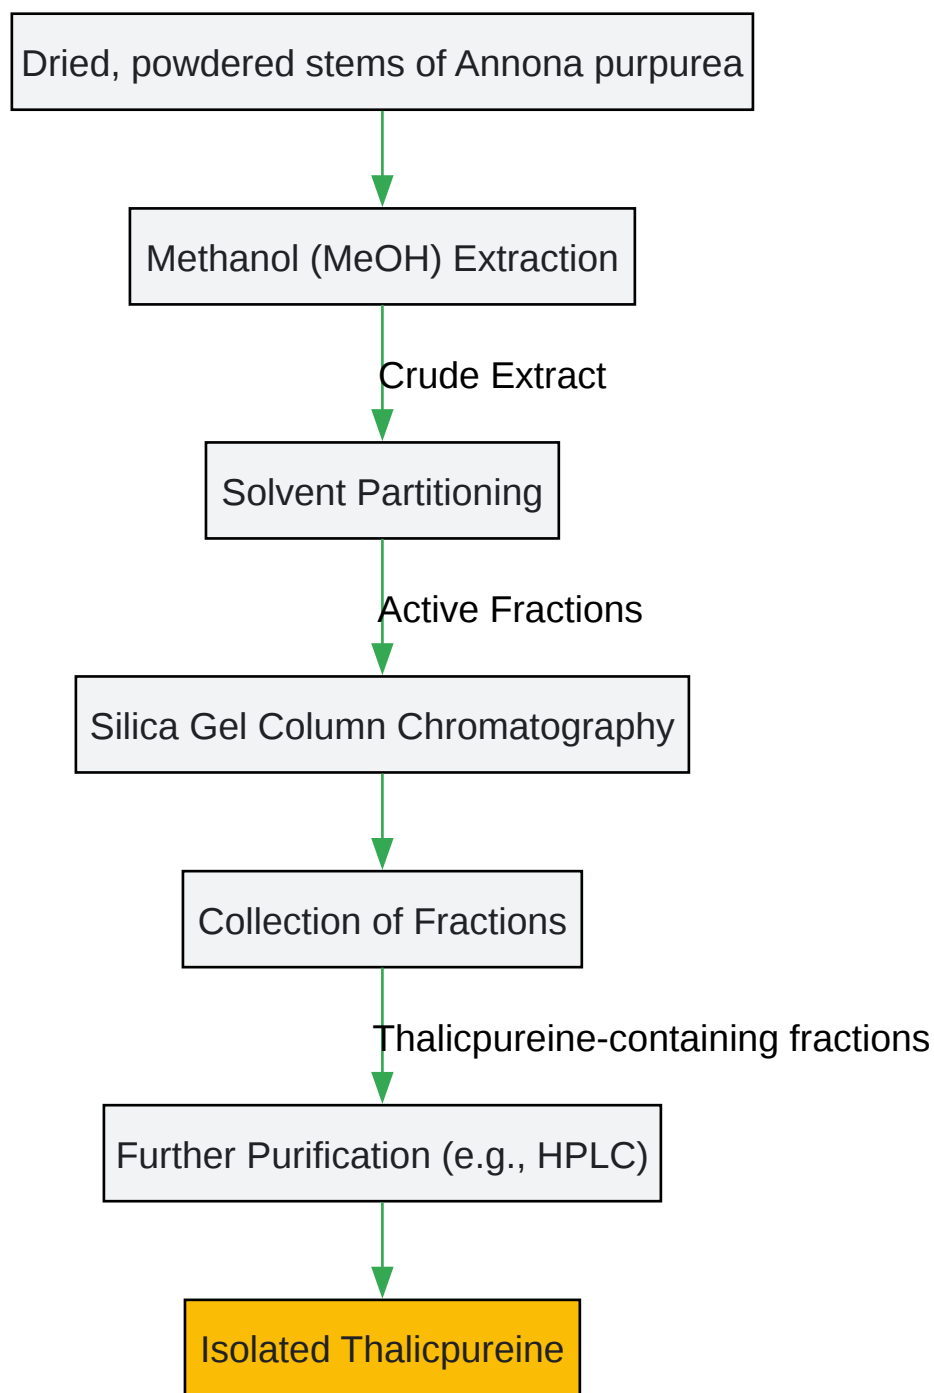 Dried, powdered stems of Annona purpurea
Methanol (MeOH) Extraction
Crude Extract
Solvent Partitioning
Active Fractions
Silica Gel Column Chromatography
Collection of Fractions
Thalicpureine-containing fractions
Further Purification (e.g., HPLC)
Isolated Thalicpureine